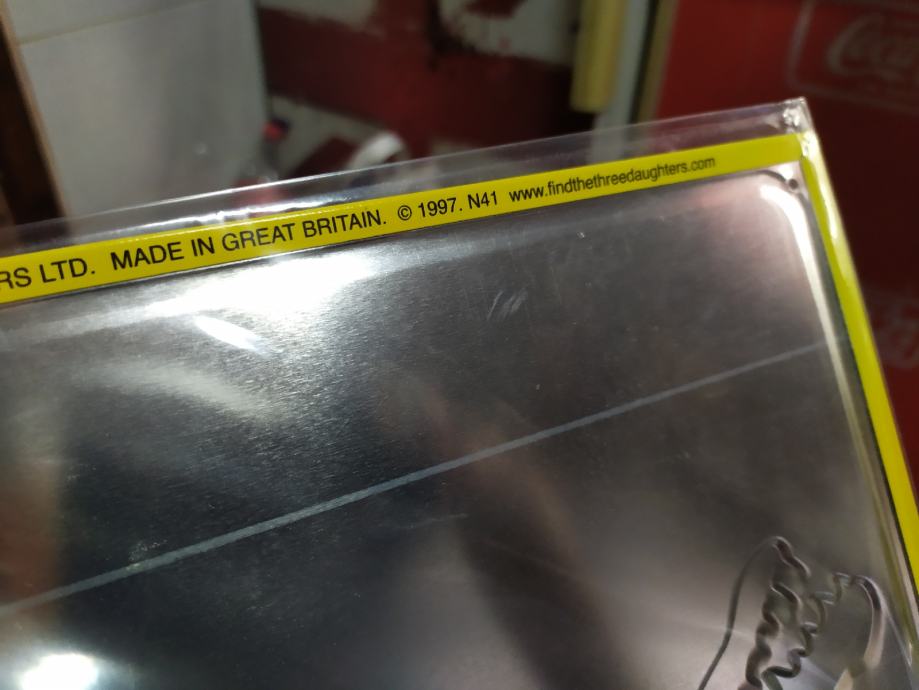 RS LTD. MADE IN GREAT BRITAIN. © 1997. N41 www.findthethreedaughters.com